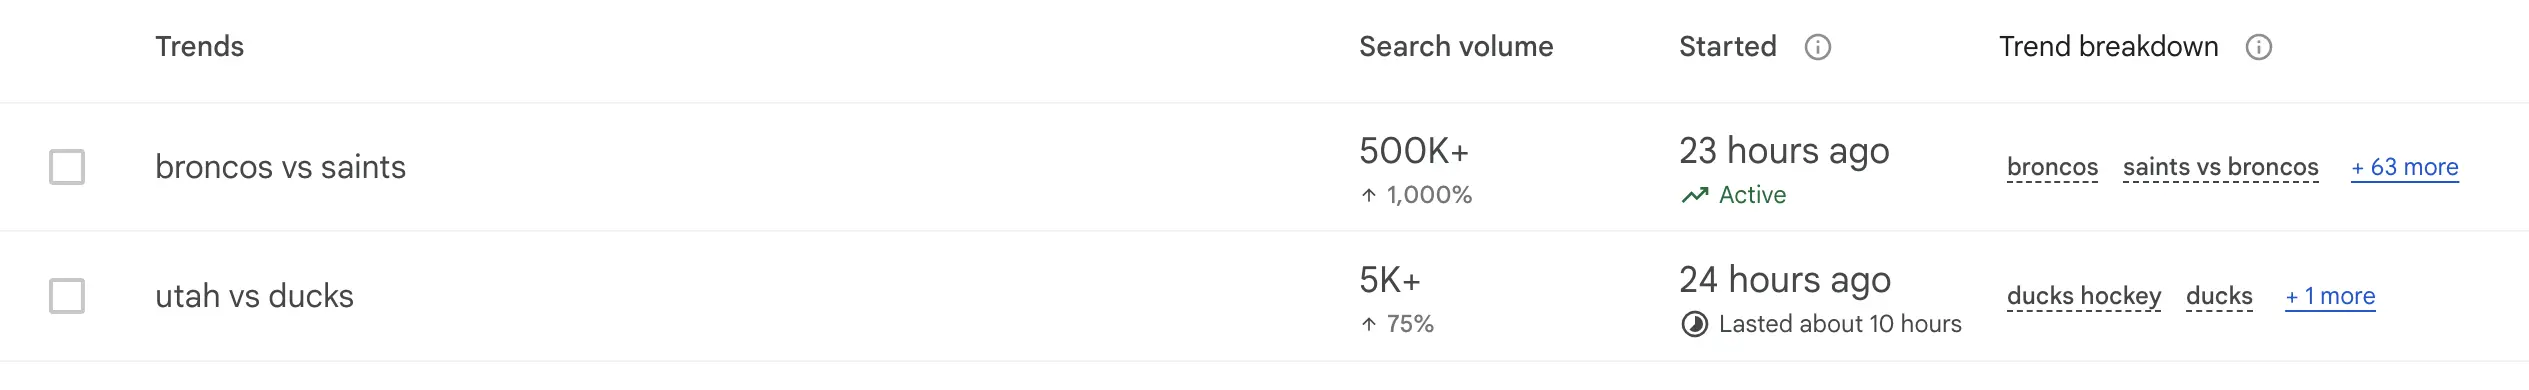 Trends Search volume Started Trend breakdown
broncos vs saints 500K+ 23 hours ago broncos saints vs broncos + 63 more
↑ 1,000% Active
utah vs ducks 5K+ 24 hours ago ducks hockey ducks + 1 more
↑ 75% Lasted about 10 hours